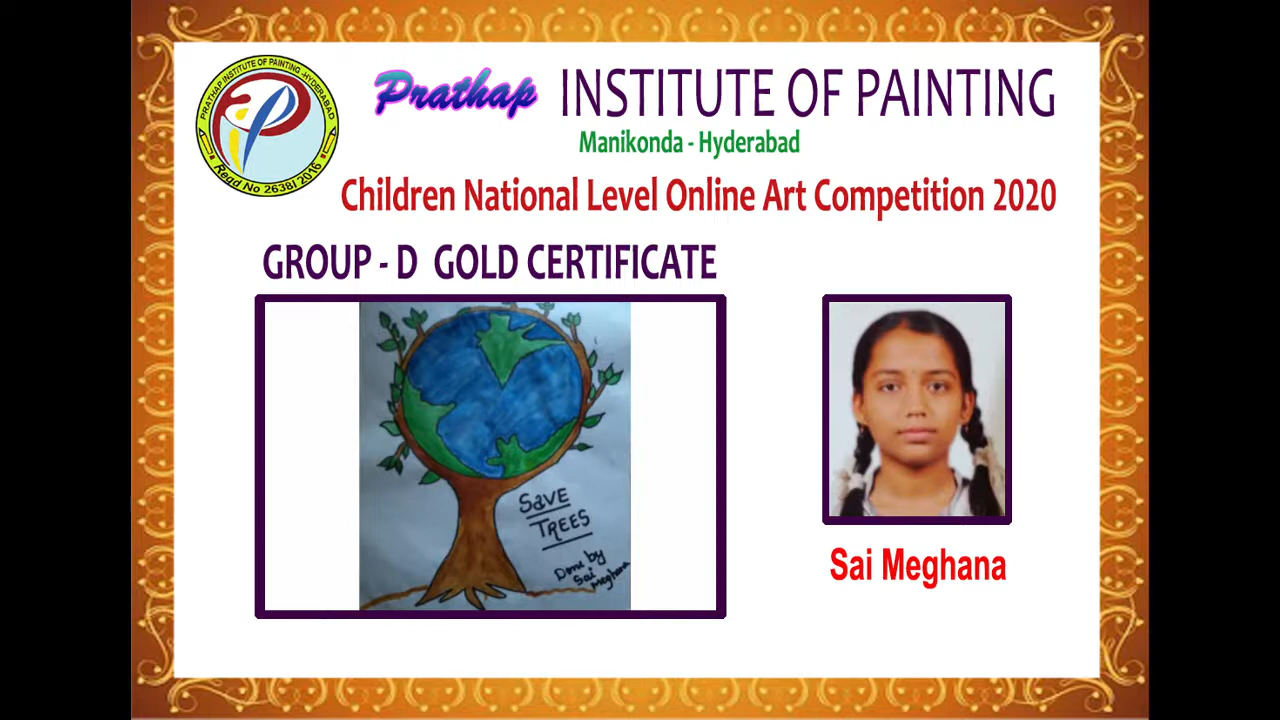 PRATHAP INSTITUTE OF PAINTING -HYDERABAD
Regd No 2638/ 2016
Prathap INSTITUTE OF PAINTING
Manikonda - Hyderabad
Children National Level Online Art Competition 2020
GROUP - D GOLD CERTIFICATE
SAVE
TREES
Done by
Sai
Meghana
Sai Meghana